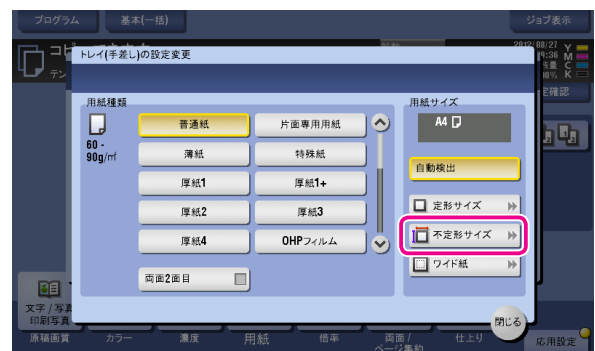 プログラム 基本(一括) ジョブ表示
2012/08/27 Y
M
C
K
トレイ(手差し)の設定変更
用紙種類 用紙サイズ
普通紙 片面専用用紙 A4
60 -
90g/㎡
薄紙 特殊紙
自動検出
厚紙1 厚紙1+
定形サイズ
厚紙2 厚紙3
不定形サイズ
厚紙4 OHPフィルム
ワイド紙
両面2面目
閉じる
文字/写真
印刷写真
原稿画質 カラー 濃度 用紙 倍率 両面/
ページ集約 仕上り 応用設定